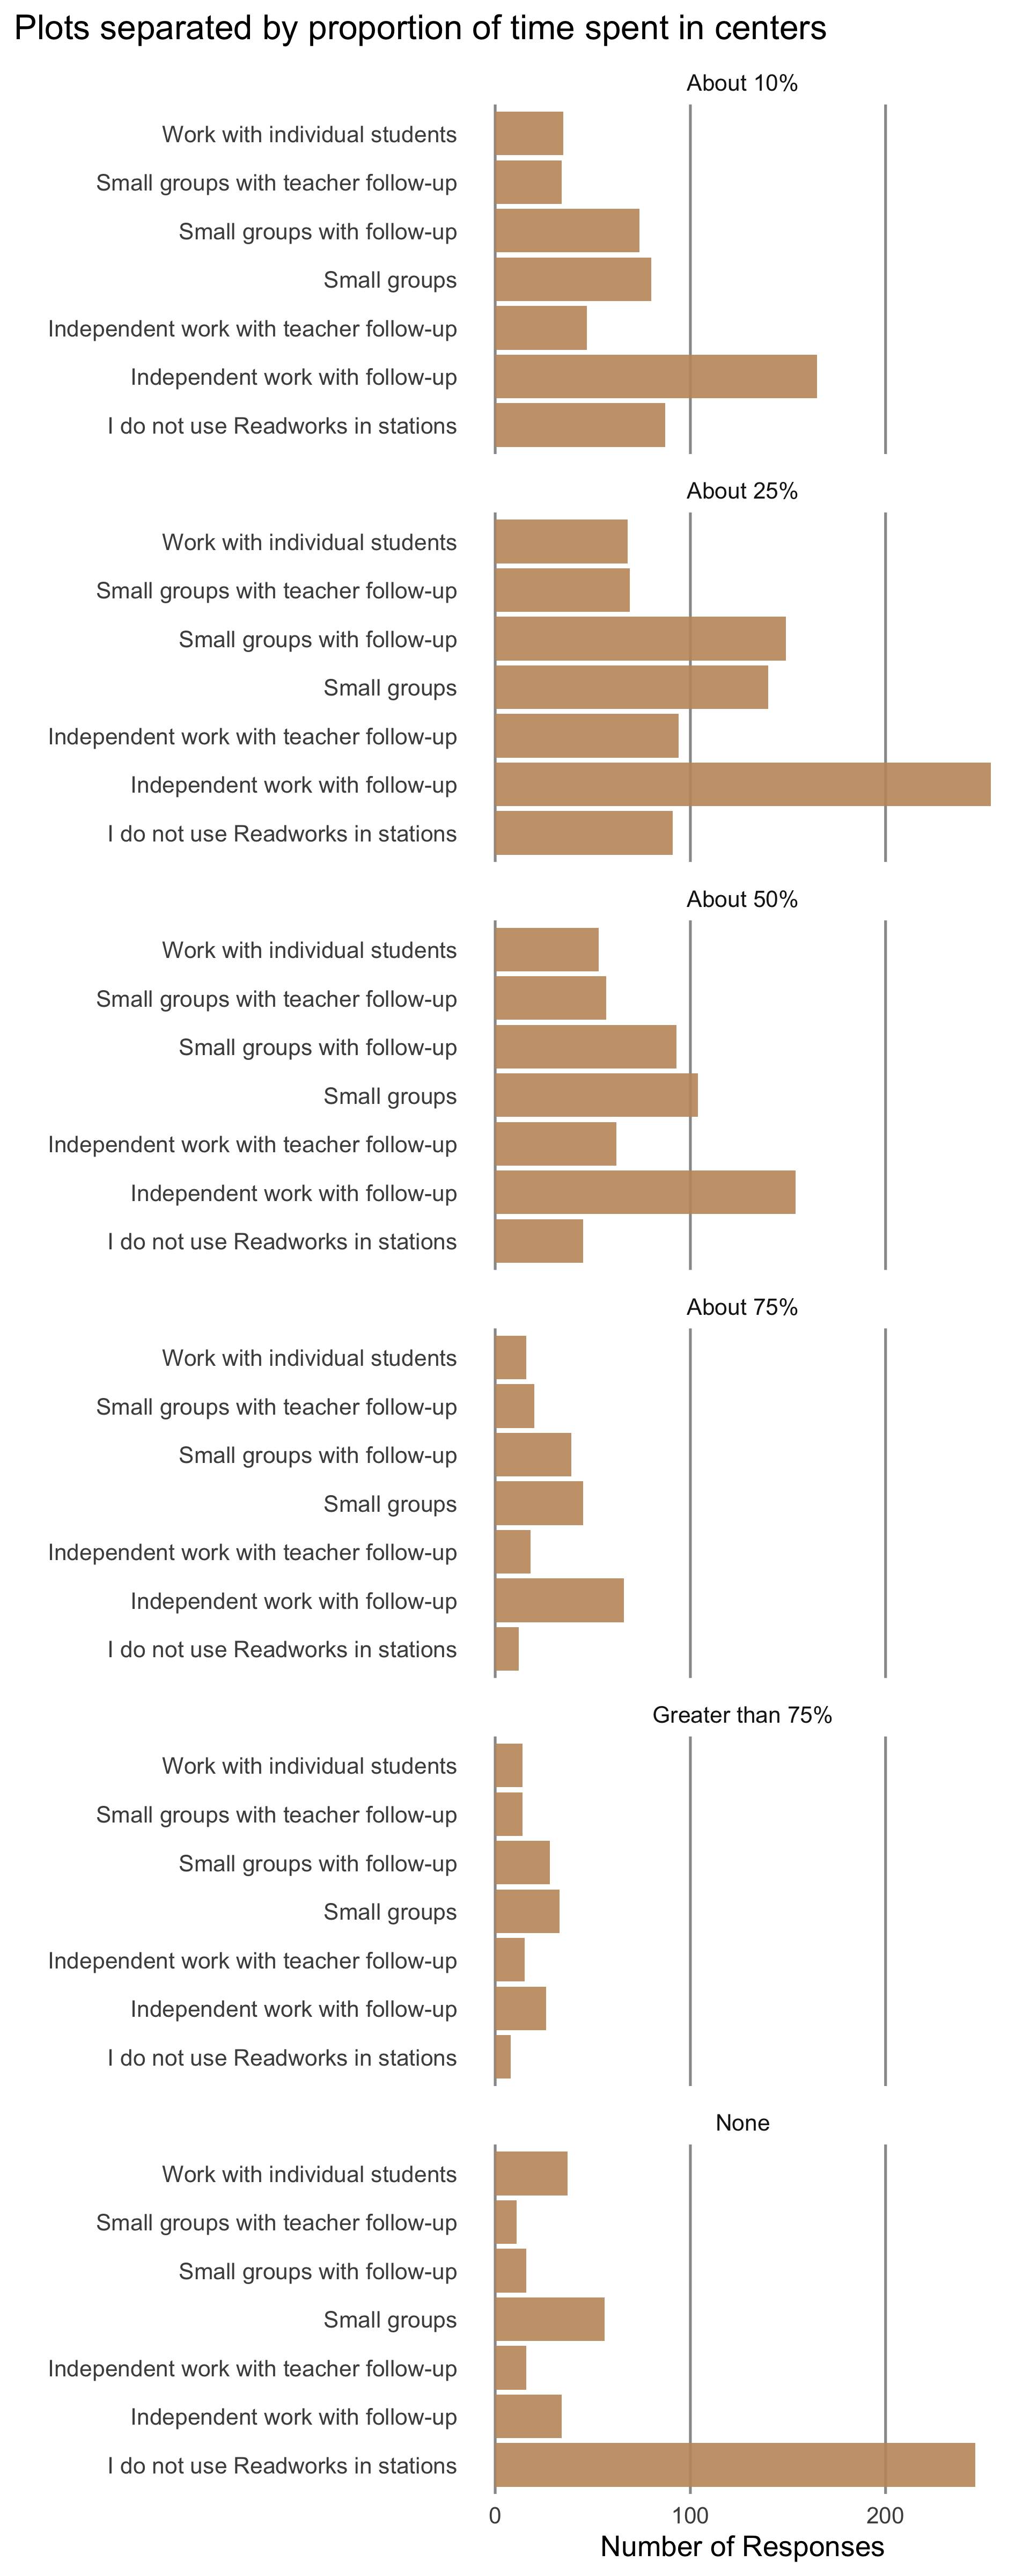 Plots separated by proportion of time spent in centers
About 10%
Work with individual students
Small groups with teacher follow-up
Small groups with follow-up
Small groups
Independent work with teacher follow-up
Independent work with follow-up
I do not use Readworks in stations
About 25%
Work with individual students
Small groups with teacher follow-up
Small groups with follow-up
Small groups
Independent work with teacher follow-up
Independent work with follow-up
I do not use Readworks in stations
About 50%
Work with individual students
Small groups with teacher follow-up
Small groups with follow-up
Small groups
Independent work with teacher follow-up
Independent work with follow-up
I do not use Readworks in stations
About 75%
Work with individual students
Small groups with teacher follow-up
Small groups with follow-up
Small groups
Independent work with teacher follow-up
Independent work with follow-up
I do not use Readworks in stations
Greater than 75%
Work with individual students
Small groups with teacher follow-up
Small groups with follow-up
Small groups
Independent work with teacher follow-up
Independent work with follow-up
I do not use Readworks in stations
None
Work with individual students
Small groups with teacher follow-up
Small groups with follow-up
Small groups
Independent work with teacher follow-up
Independent work with follow-up
I do not use Readworks in stations
0 100 200
Number of Responses